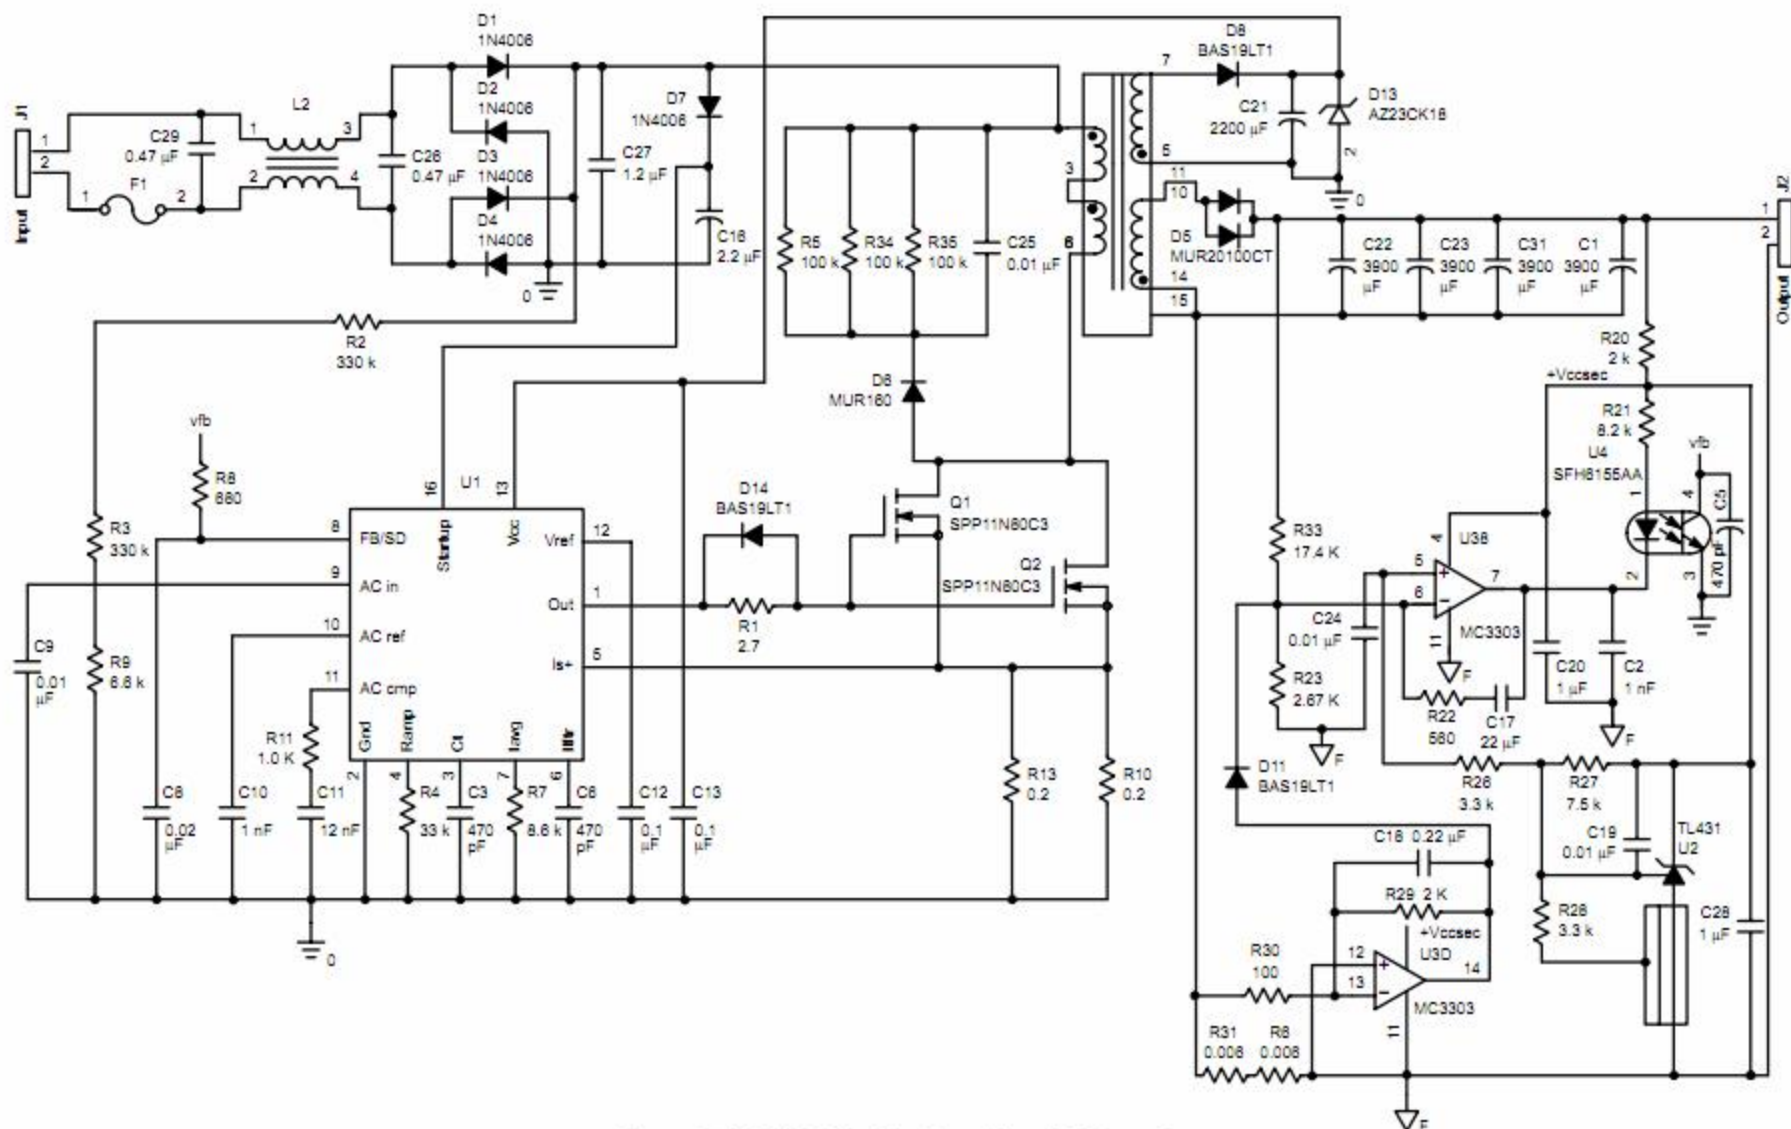 J1
Input
1
2
F1
1
2
C29
0.47 µF
L2
1
3
2
4
C26
0.47 µF
D1
1N4006
D2
1N4006
D3
1N4006
D4
1N4006
0
C27
1.2 µF
D7
1N4006
C16
2.2 µF
R2
330 k
R5
100 k
R34
100 k
R35
100 k
C25
0.01 µF
D6
MUR160
3
6
7
5
11
10
14
15
D8
BAS19LT1
C21
2200 µF
D13
AZ23CK18
2
0
D5
MUR20100CT
C22
3900
µF
C23
3900
µF
C31
3900
µF
C1
3900
µF
1
2
J2
Output
R20
2 k
+Vccsec
R21
8.2 k
U4
SFH6155AA
vfb
1
4
2
3
C5
470 pF
vfb
R8
680
R3
330 k
R9
6.6 k
C9
0.01
µF
U1
16
13
8
FB/SD
Startup
Vcc
Vref
12
9
AC in
Out
1
10
AC ref
Is+
5
11
AC cmp
Gnd
Ramp
Ct
Iavg
2
4
3
7
6
D14
BAS19LT1
R1
2.7
Q1
SPP11N80C3
Q2
SPP11N80C3
R11
1.0 K
C8
0.02
µF
C10
1 nF
C11
12 nF
R4
33 k
C3
470
pF
R7
8.6 k
C6
470
pF
C12
0.1
µF
C13
0.1
µF
R13
0.2
R10
0.2
0
R33
17.4 K
C24
0.01 µF
R23
2.67 K
F
5
+
6
−
4
U3B
7
MC3303
11
F
R22
560
C17
22 µF
C20
1 µF
C2
1 nF
F
D11
BAS19LT1
R26
3.3 k
R27
7.5 k
C19
0.01 µF
TL431
U2
C18 0.22 µF
R29 2 K
+Vccsec
U3D
12
+
13
−
14
MC3303
11
R28
3.3 k
C28
1 µF
R30
100
R31
0.006
R6
0.006
F